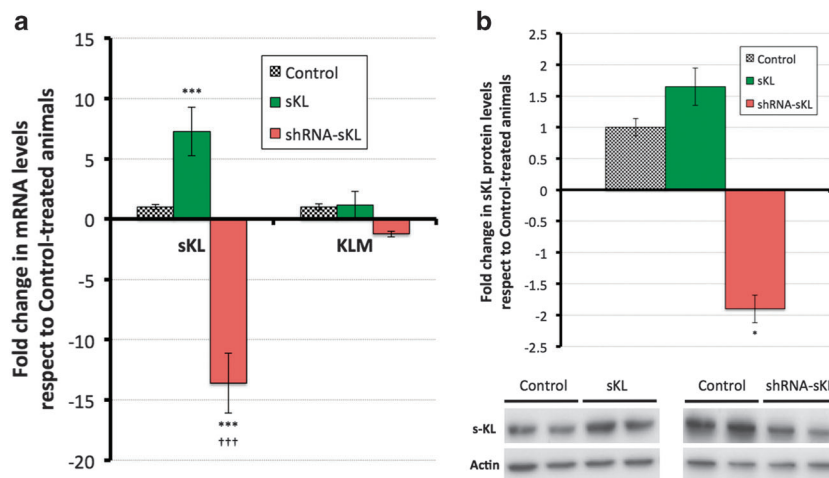 a
Fold change in mRNA levels
respect to Control-treated animals
15
10
5
0
-5
-10
-15
-20
Control
sKL
shRNA-sKL
***
sKL
KLM
***
†††
b
Fold change in sKL protein levels
respect to Control-treated animals
2.5
2
1.5
1
0.5
0
-0.5
-1
-1.5
-2
-2.5
Control
sKL
shRNA-sKL
*
Control sKL Control shRNA-sKL
s-KL
Actin